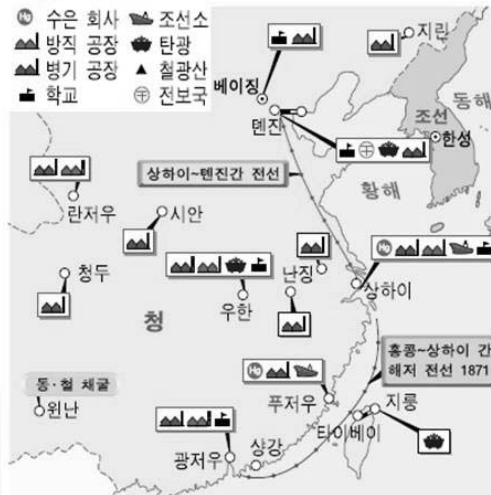 Hg 수은 회사
조선소
방직 공장
탄광
병기 공장
철광산
학교
전보국
지린
베이징
톈진
조선
동해
한성
황해
상하이~톈진간 전선
란저우
시안
청두
우한
난징
상하이
청
Hg
홍콩~상하이 간
해저 전선 1871
동·철 채굴
윈난
Hg
푸저우
지룽
타이베이
광저우
샹강